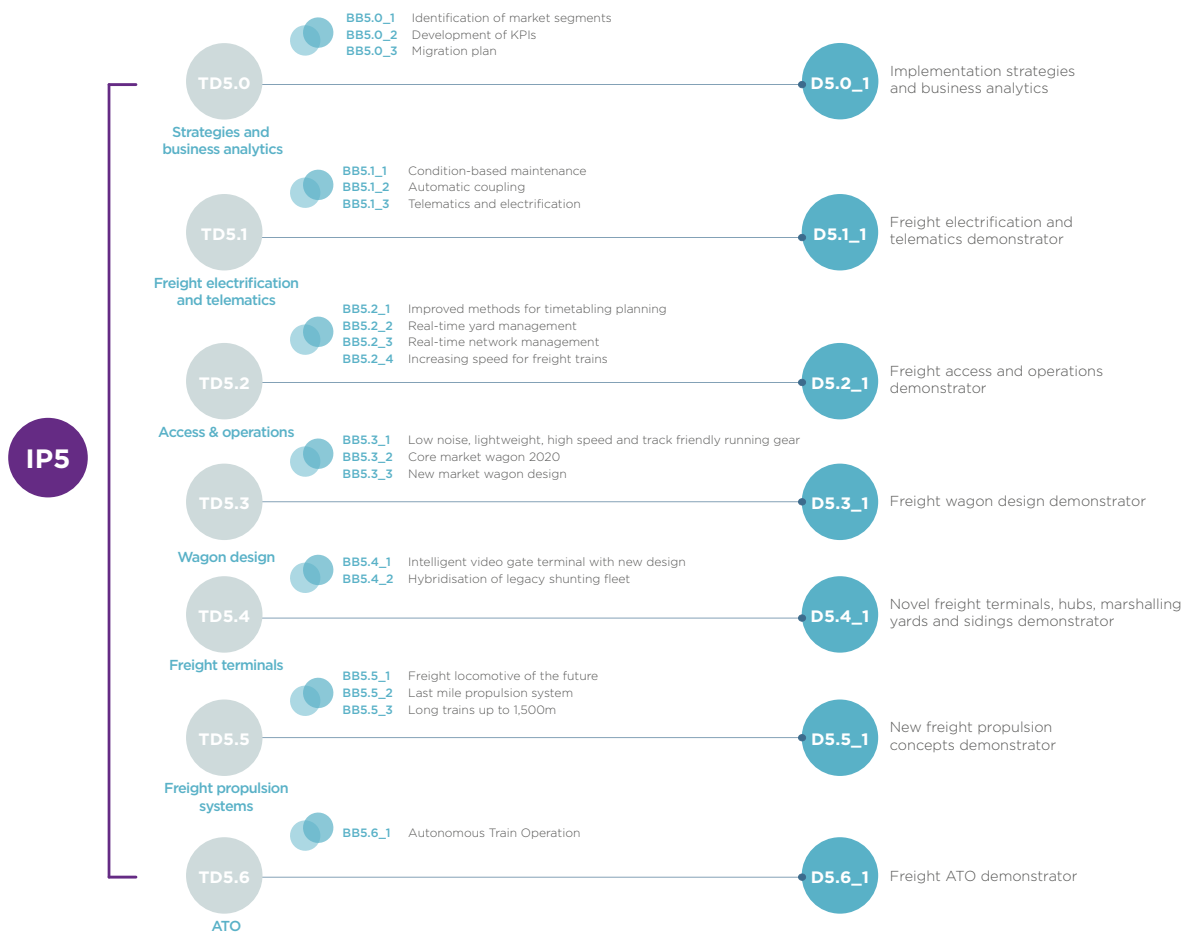 BB5.0_1 Identification of market segments
BB5.0_2 Development of KPIs
BB5.0_3 Migration plan
TD5.0
D5.0_1
Implementation strategies
and business analytics
Strategies and
business analytics
BB5.1_1 Condition-based maintenance
BB5.1_2 Automatic coupling
BB5.1_3 Telematics and electrification
TD5.1
D5.1_1
Freight electrification and
telematics demonstrator
Freight electrification
and telematics
BB5.2_1 Improved methods for timetabling planning
BB5.2_2 Real-time yard management
BB5.2_3 Real-time network management
BB5.2_4 Increasing speed for freight trains
TD5.2
D5.2_1
Freight access and operations
demonstrator
Access & operations
IP5
BB5.3_1 Low noise, lightweight, high speed and track friendly running gear
BB5.3_2 Core market wagon 2020
BB5.3_3 New market wagon design
TD5.3
D5.3_1
Freight wagon design demonstrator
Wagon design
BB5.4_1 Intelligent video gate terminal with new design
BB5.4_2 Hybridisation of legacy shunting fleet
TD5.4
D5.4_1
Novel freight terminals, hubs, marshalling
yards and sidings demonstrator
Freight terminals
BB5.5_1 Freight locomotive of the future
BB5.5_2 Last mile propulsion system
BB5.5_3 Long trains up to 1,500m
TD5.5
D5.5_1
New freight propulsion
concepts demonstrator
Freight propulsion
systems
BB5.6_1 Autonomous Train Operation
TD5.6
D5.6_1
Freight ATO demonstrator
ATO